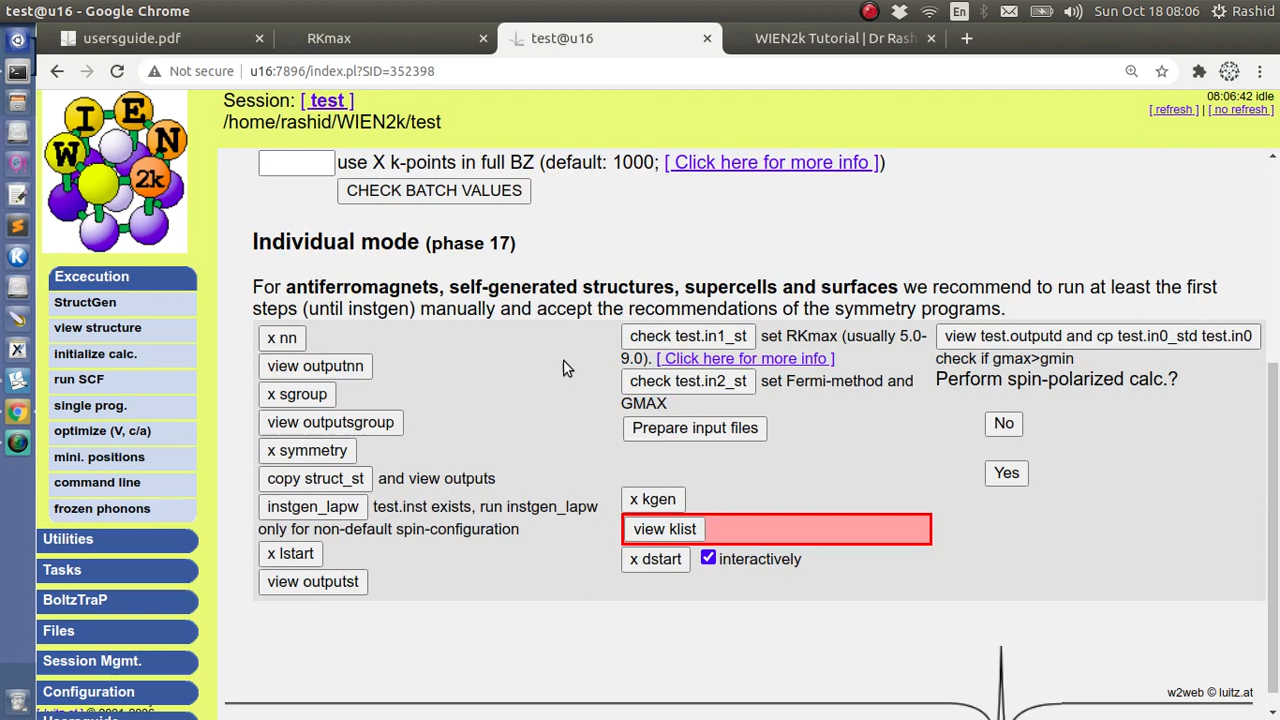 test@u16 - Google Chrome
En
Sun Oct 18 08:06
Rashid
usersguide.pdf
RKmax
test@u16
WIEN2k Tutorial | Dr Rash
Not secure
u16:7896/index.pl?SID=352398
W I E N 2k
Session: [ test ]
/home/rashid/WIEN2k/test
08:06:42 idle
[ refresh ] | [ no refresh ]
use X k-points in full BZ (default: 1000; [ Click here for more info ])
CHECK BATCH VALUES
Individual mode (phase 17)
For antiferromagnets, self-generated structures, supercells and surfaces we recommend to run at least the first
steps (until instgen) manually and accept the recommendations of the symmetry programs.
x nn
view outputnn
x sgroup
view outputsgroup
x symmetry
copy struct_st and view outputs
instgen_lapw test.inst exists, run instgen_lapw
only for non-default spin-configuration
x lstart
view outputst
check test.in1_st set RKmax (usually 5.0-
9.0). [ Click here for more info ]
check test.in2_st set Fermi-method and
GMAX
Prepare input files
x kgen
view klist
x dstart interactively
view test.outputd and cp test.in0_std test.in0
check if gmax>gmin
Perform spin-polarized calc.?
No
Yes
Excecution
StructGen
view structure
initialize calc.
run SCF
single prog.
optimize (V, c/a)
mini. positions
command line
frozen phonons
Utilities
Tasks
BoltzTraP
Files
Session Mgmt.
Configuration
w2web © luitz.at